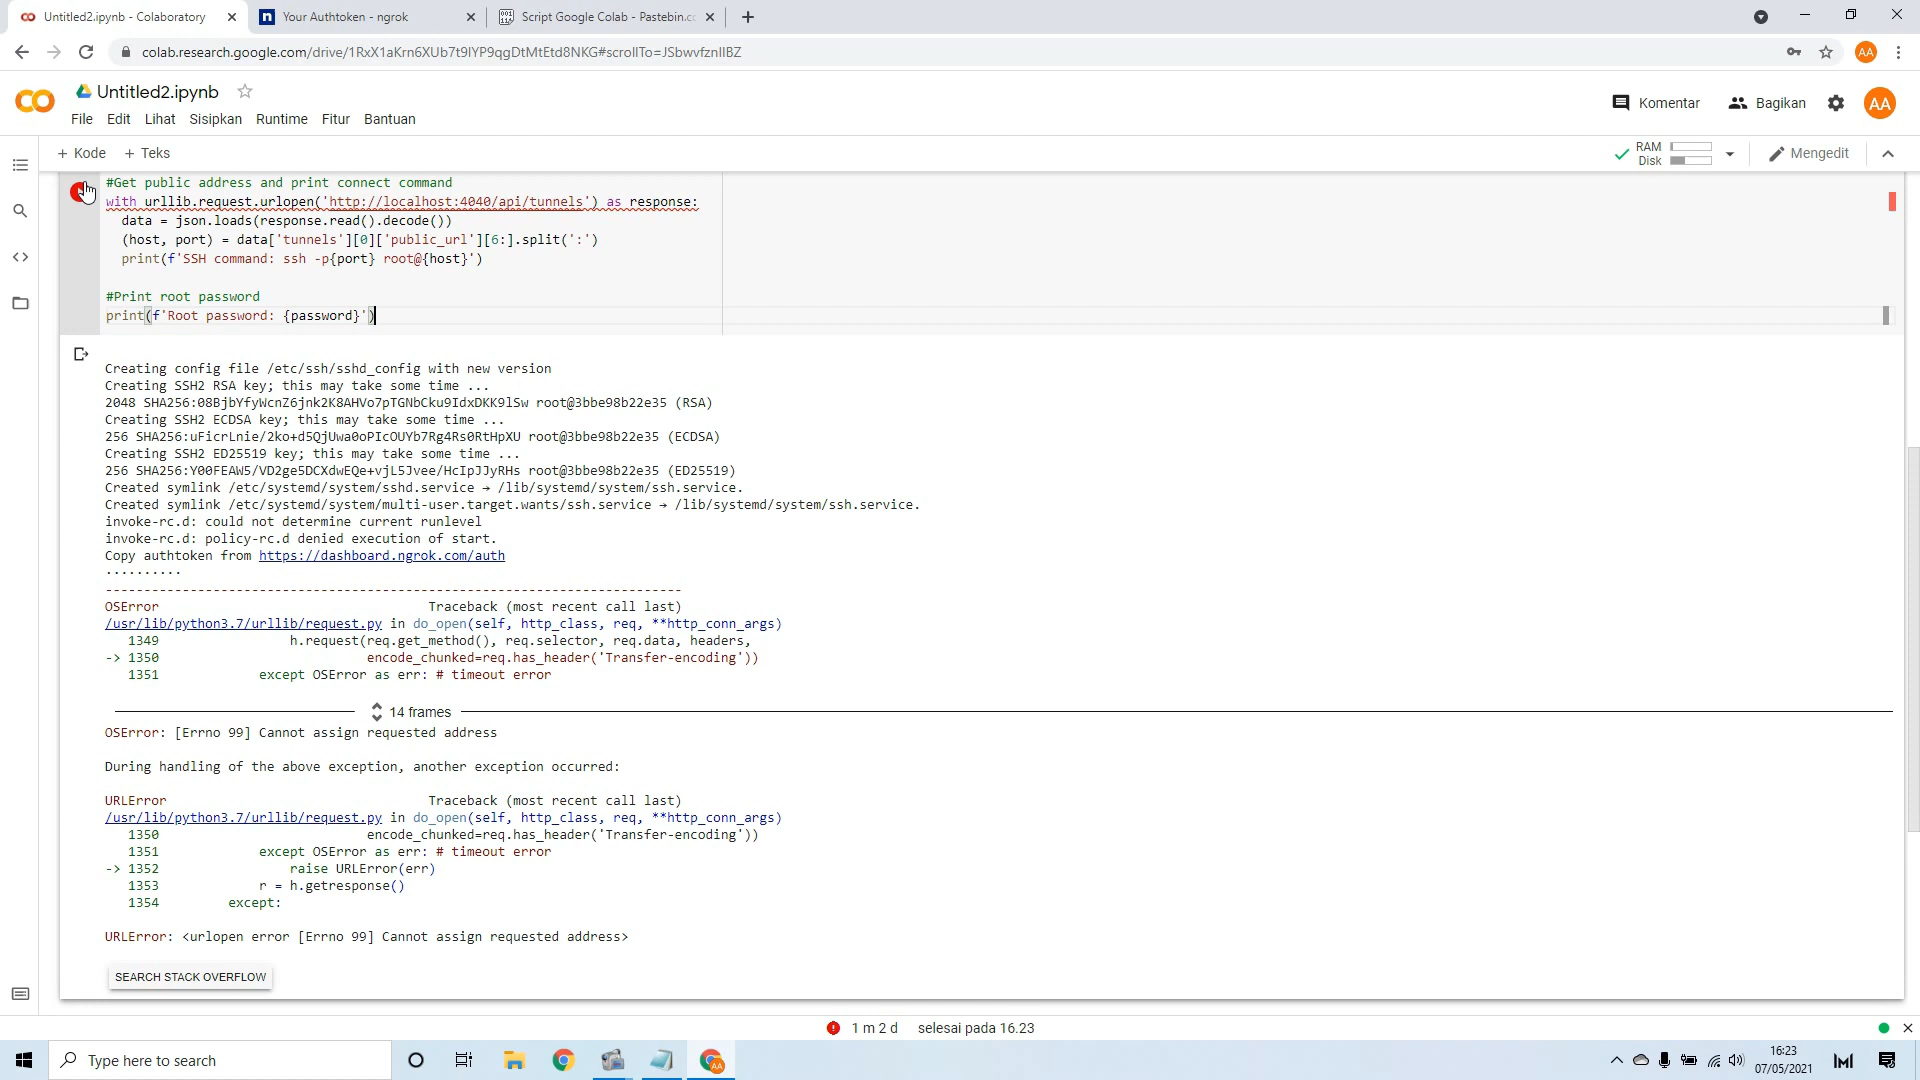 Untitled2.ipynb - Colaboratory
Your Authtoken - ngrok
Script Google Colab - Pastebin.c
colab.research.google.com/drive/1RxX1aKrn6XUb7t9lYP9qgDtMtEtd8NKG#scrollTo=JSbwvfznlIBZ
AA
Untitled2.ipynb
File Edit Lihat Sisipkan Runtime Fitur Bantuan
Komentar
Bagikan
AA
+ Kode + Teks
RAM
Disk
Mengedit
#Get public address and print connect command
with urllib.request.urlopen('http://localhost:4040/api/tunnels') as response:
data = json.loads(response.read().decode())
(host, port) = data['tunnels'][0]['public_url'][6:].split(':')
print(f'SSH command: ssh -p{port} root@{host}')
#Print root password
print(f'Root password: {password}')
Creating config file /etc/ssh/sshd_config with new version
Creating SSH2 RSA key; this may take some time ...
2048 SHA256:08BjbYfyWcnZ6jnk2K8AHVo7pTGNbCku9IdxDKK9lSw root@3bbe98b22e35 (RSA)
Creating SSH2 ECDSA key; this may take some time ...
256 SHA256:uFicrLnie/2ko+d5QjUwa0oPIcOUYb7Rg4Rs0RtHpXU root@3bbe98b22e35 (ECDSA)
Creating SSH2 ED25519 key; this may take some time ...
256 SHA256:Y00FEAW5/VD2ge5DCXdwEQe+vjL5Jvee/HcIpJJyRHs root@3bbe98b22e35 (ED25519)
Created symlink /etc/systemd/system/sshd.service → /lib/systemd/system/ssh.service.
Created symlink /etc/systemd/system/multi-user.target.wants/ssh.service → /lib/systemd/system/ssh.service.
invoke-rc.d: could not determine current runlevel
invoke-rc.d: policy-rc.d denied execution of start.
Copy authtoken from https://dashboard.ngrok.com/auth
··········
---------------------------------------------------------------------------
OSError Traceback (most recent call last)
/usr/lib/python3.7/urllib/request.py in do_open(self, http_class, req, **http_conn_args)
1349 h.request(req.get_method(), req.selector, req.data, headers,
-> 1350 encode_chunked=req.has_header('Transfer-encoding'))
1351 except OSError as err: # timeout error
14 frames
OSError: [Errno 99] Cannot assign requested address
During handling of the above exception, another exception occurred:
URLError Traceback (most recent call last)
/usr/lib/python3.7/urllib/request.py in do_open(self, http_class, req, **http_conn_args)
1350 encode_chunked=req.has_header('Transfer-encoding'))
1351 except OSError as err: # timeout error
-> 1352 raise URLError(err)
1353 r = h.getresponse()
1354 except:
URLError: <urlopen error [Errno 99] Cannot assign requested address>
SEARCH STACK OVERFLOW
1 m 2 d selesai pada 16.23
Type here to search
AA
16:23
07/05/2021